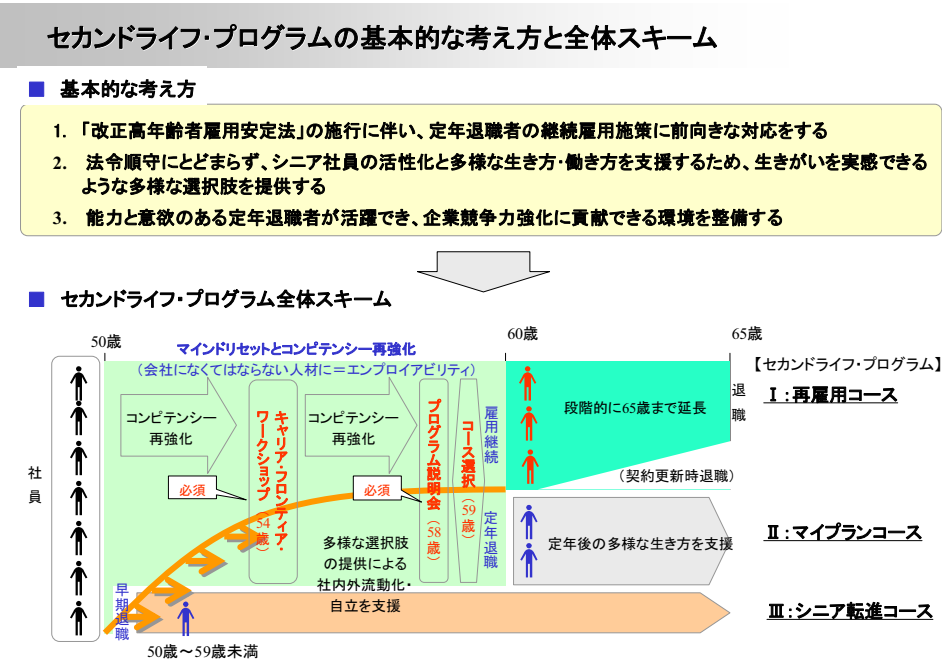 セカンドライフ・プログラムの基本的な考え方と全体スキーム
■ 基本的な考え方
1. 「改正高年齢者雇用安定法」の施行に伴い、定年退職者の継続雇用施策に前向きな対応をする
2. 法令順守にとどまらず、シニア社員の活性化と多様な生き方・働き方を支援するため、生きがいを実感できる
ような多様な選択肢を提供する
3. 能力と意欲のある定年退職者が活躍でき、企業競争力強化に貢献できる環境を整備する
■ セカンドライフ・プログラム全体スキーム
50歳
60歳
65歳
マインドリセットとコンピテンシー再強化
（会社になくてはならない人材に＝エンプロイアビリティ）
【セカンドライフ・プログラム】
社員
コンピテンシー
再強化
必須
キャリア・フロンティア・
ワークショップ（54歳）
コンピテンシー
再強化
必須
プログラム説明会（58歳）
コース選択（59歳）
雇用継続
定年退職
段階的に65歳まで延長
退職
（契約更新時退職）
Ⅰ：再雇用コース
定年後の多様な生き方を支援
Ⅱ：マイプランコース
多様な選択肢
の提供による
社内外流動化・
自立を支援
早期退職
Ⅲ：シニア転進コース
50歳～59歳未満